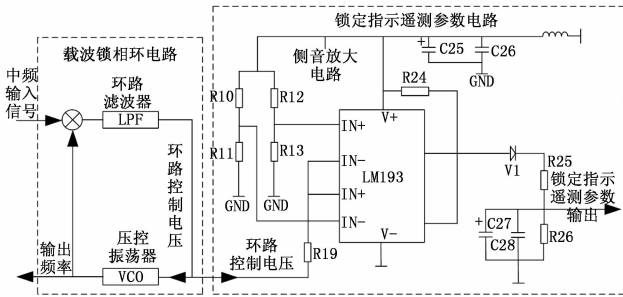 锁定指示遥测参数电路
载波锁相环电路
侧音放大
电路
C25
C26
GND
R24
中频
输入
信号
环路
滤波器
LPF
R10
R12
R11
R13
GND
GND
IN+
IN-
IN+
IN-
V+
LM193
V-
V1
R25
锁定指示
遥测参数
输出
C27
C28
R26
环路控制电压
环路
控制电压
R19
输出
频率
压控
振荡器
VCO